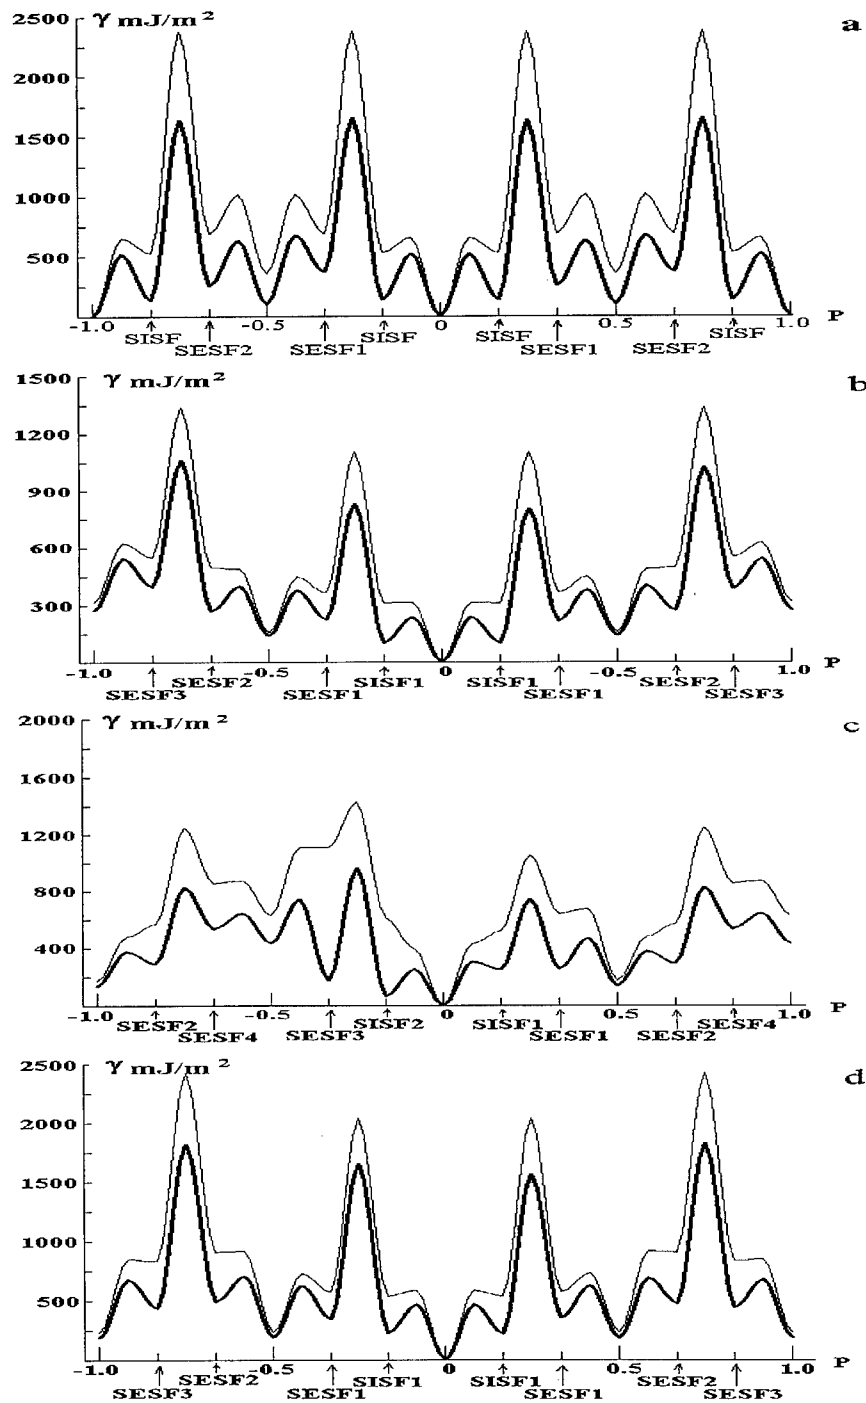 γ mJ/m²
a
2500
2000
1500
1000
500
-1.0 -0.5 0 0.5 1.0 P
SISF SESF2 SESF1 SISF SISF SESF1 SESF2 SISF
γ mJ/m²
b
1500
1200
900
600
300
-1.0 -0.5 0 -0.5 1.0 P
SESF3 SESF2 SESF1 SISF1 SISF1 SESF1 SESF2 SESF3
γ mJ/m²
c
2000
1600
1200
800
400
-1.0 -0.5 0 0.5 1.0 P
SESF2 SESF4 SESF3 SISF2 SISF1 SESF1 SESF2 SESF4
γ mJ/m²
d
2500
2000
1500
1000
500
-1.0 -0.5 0 0.5 1.0 P
SESF3 SESF2 SESF1 SISF1 SISF1 SESF1 SESF2 SESF3